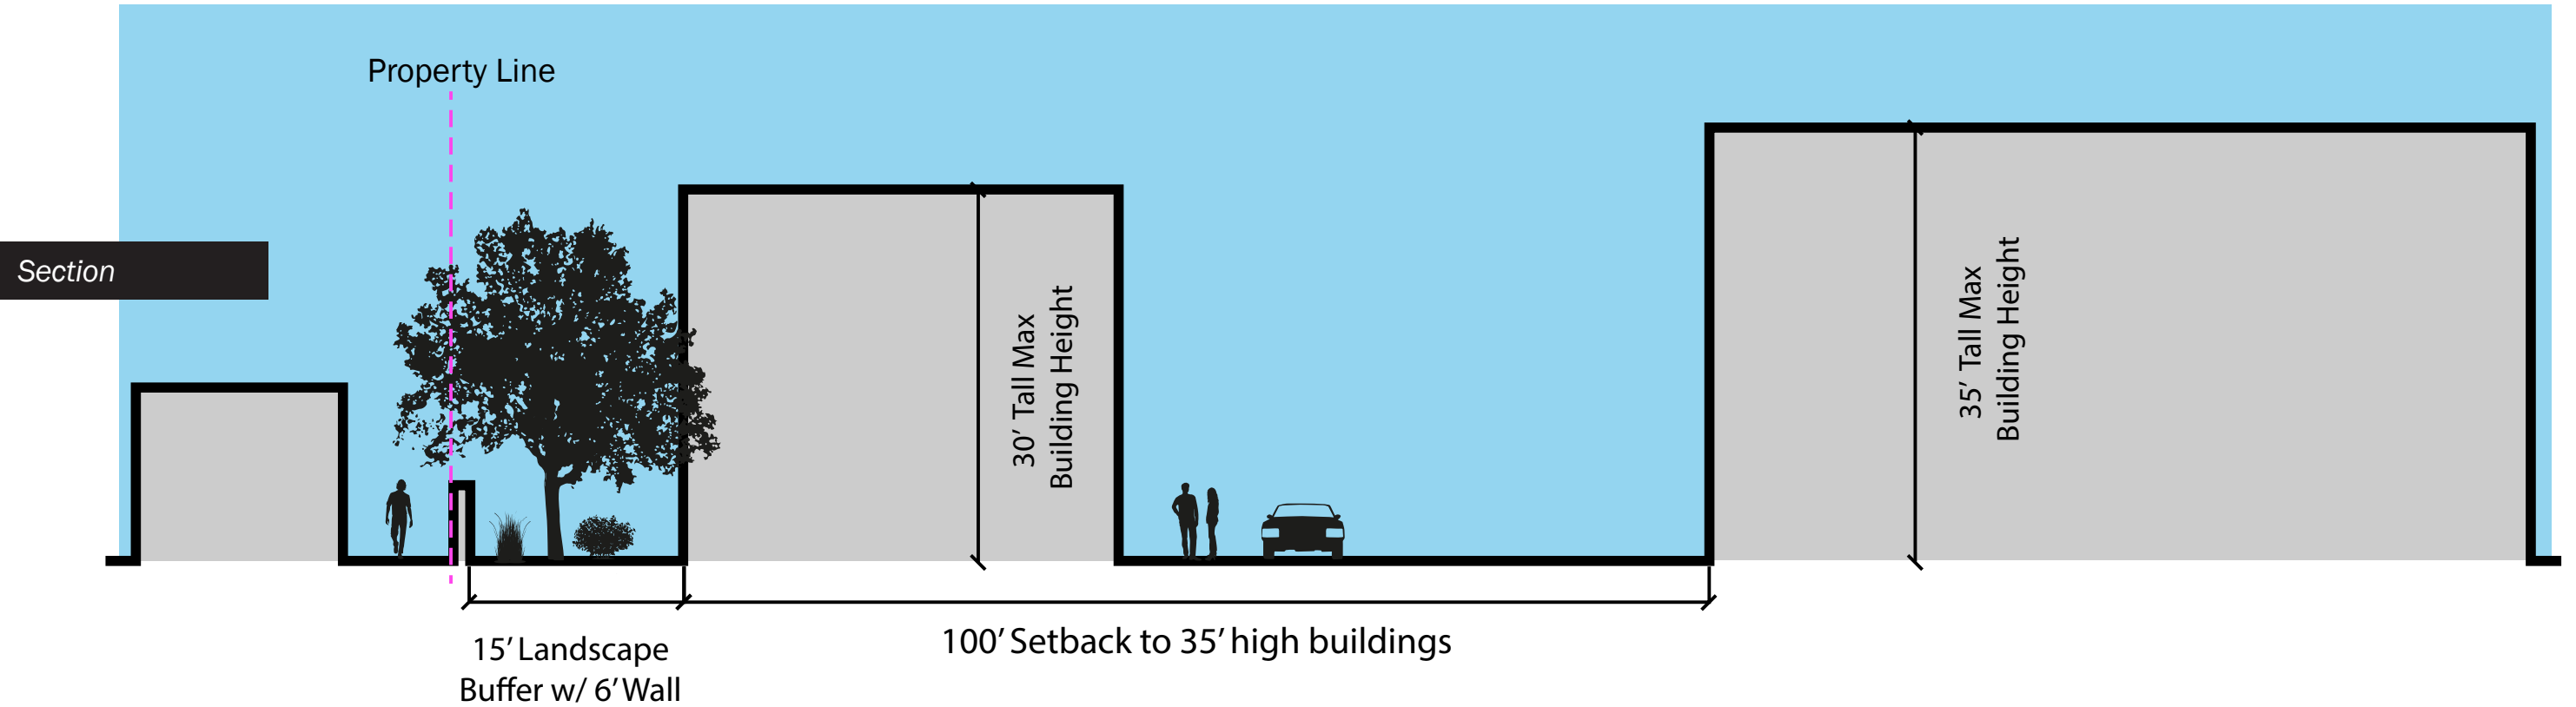 Property Line
Section
30’ Tall Max
Building Height
35’ Tall Max
Building Height
15’ Landscape
Buffer w/ 6’ Wall
100’ Setback to 35’ high buildings